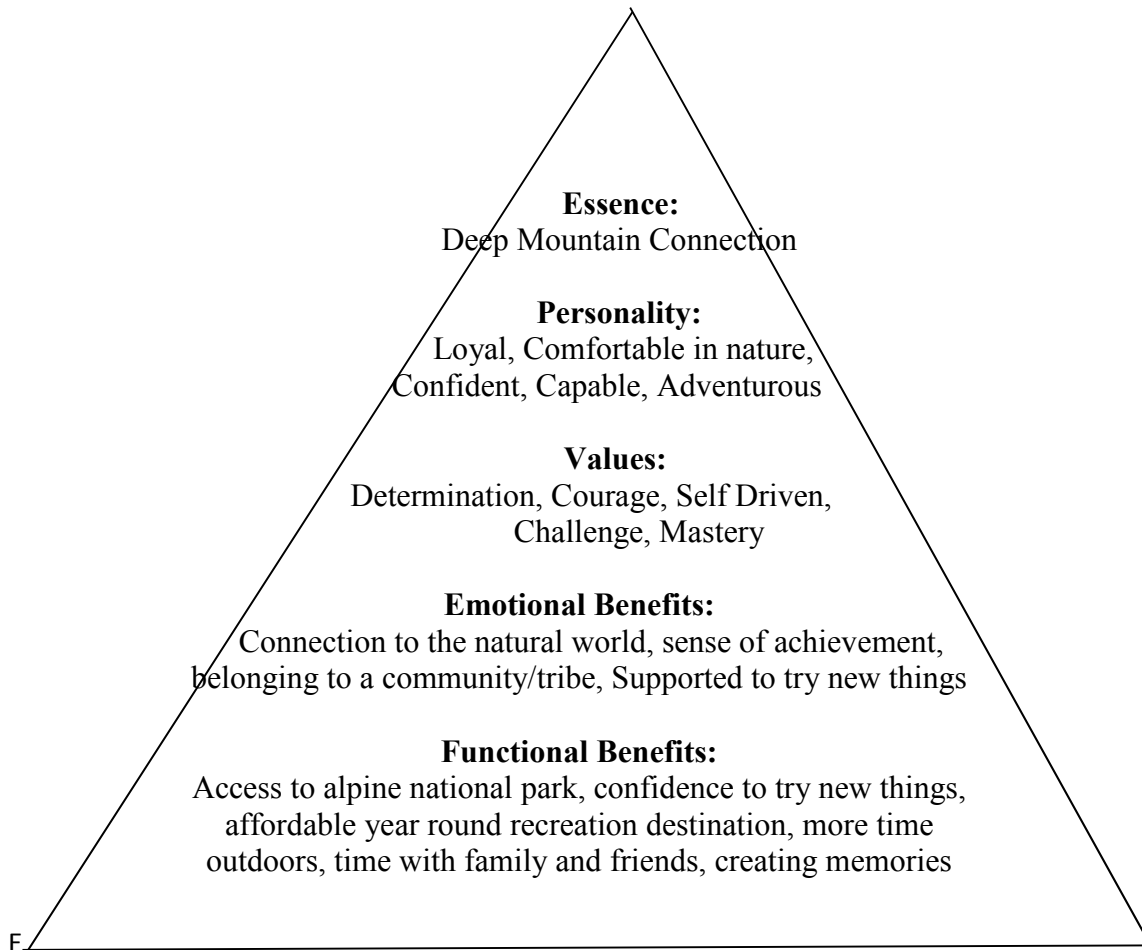 Essence:
Deep Mountain Connection
Personality:
Loyal, Comfortable in nature,
Confident, Capable, Adventurous
Values:
Determination, Courage, Self Driven,
Challenge, Mastery
Emotional Benefits:
Connection to the natural world, sense of achievement,
belonging to a community/tribe, Supported to try new things
Functional Benefits:
Access to alpine national park, confidence to try new things,
affordable year round recreation destination, more time
outdoors, time with family and friends, creating memories
F